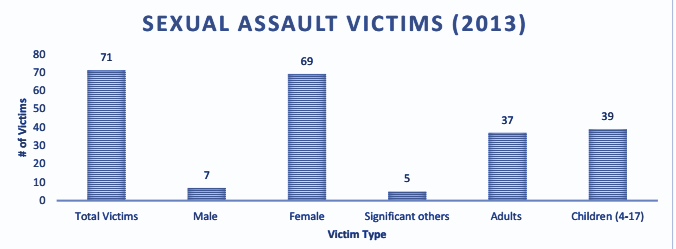 SEXUAL ASSAULT VICTIMS (2013)
80
70
60
50
40
30
20
10
0
# of Victims
71
7
69
5
37
39
Total Victims
Male
Female
Significant others
Adults
Children (4-17)
Victim Type